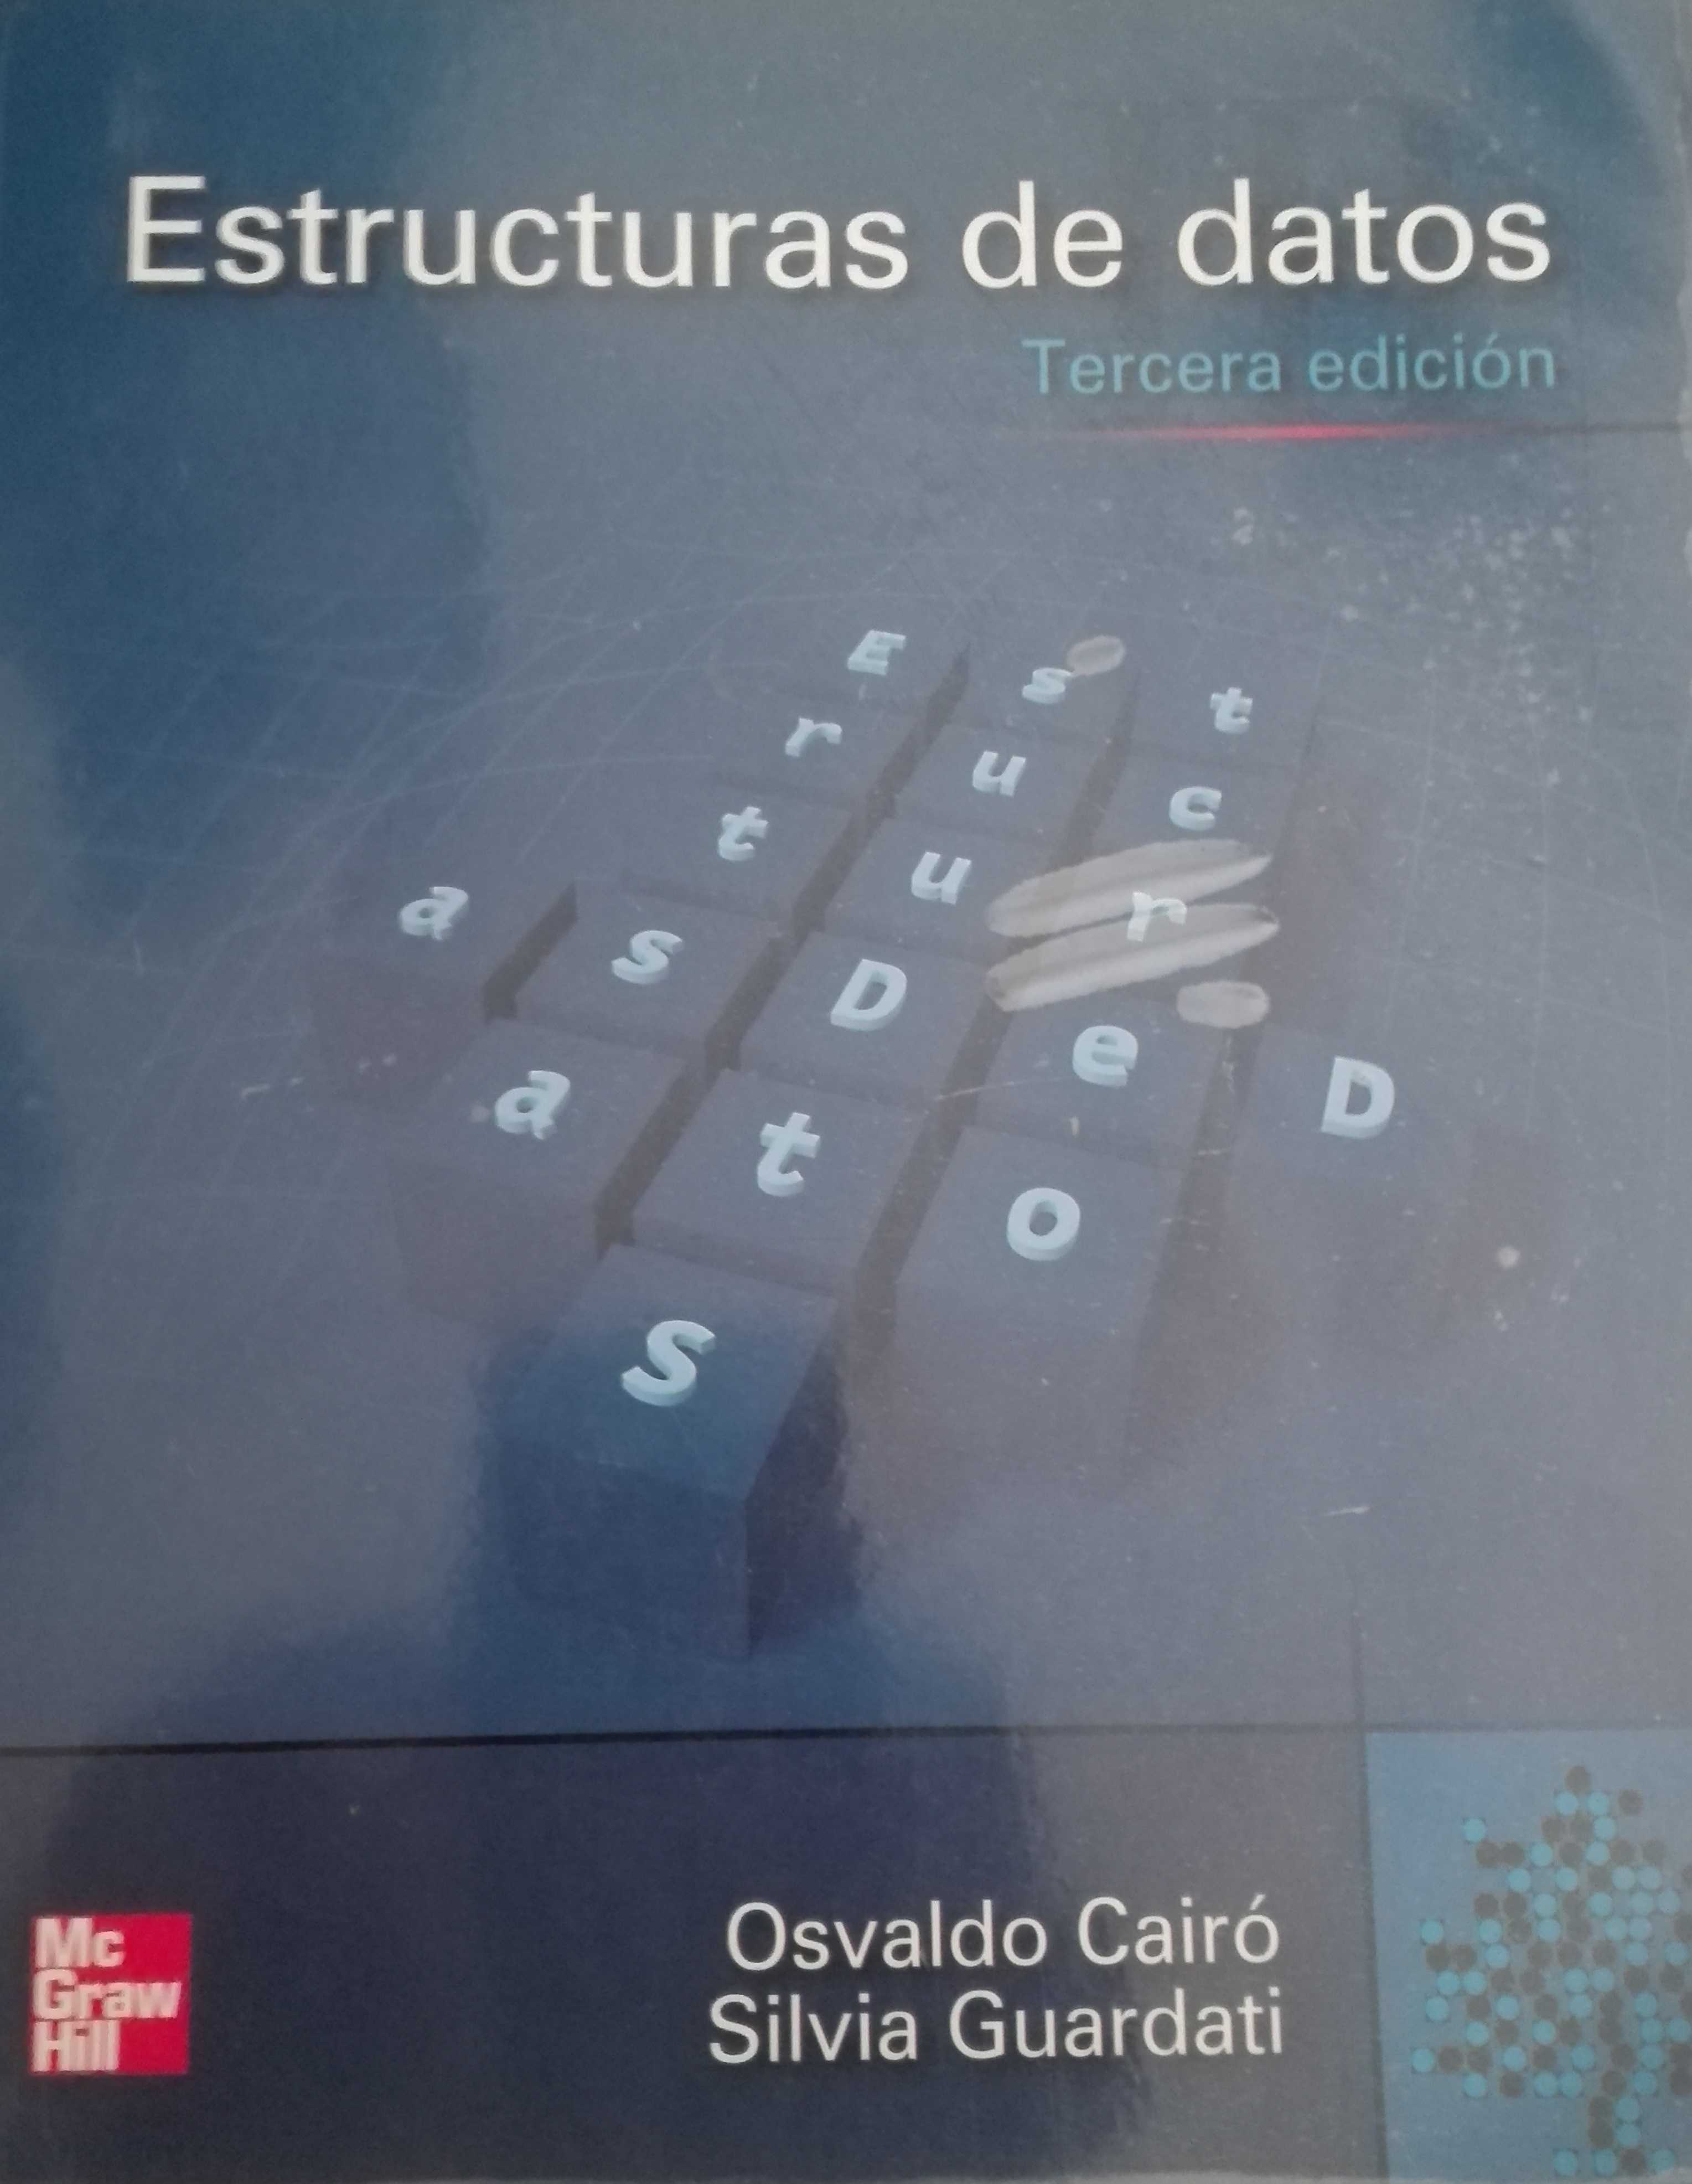 Estructuras de datos
Tercera edición
E s t
r u c
t u r
a s D e D
a t o
s
Osvaldo Cairó
Silvia Guardati
Mc
Graw
Hill